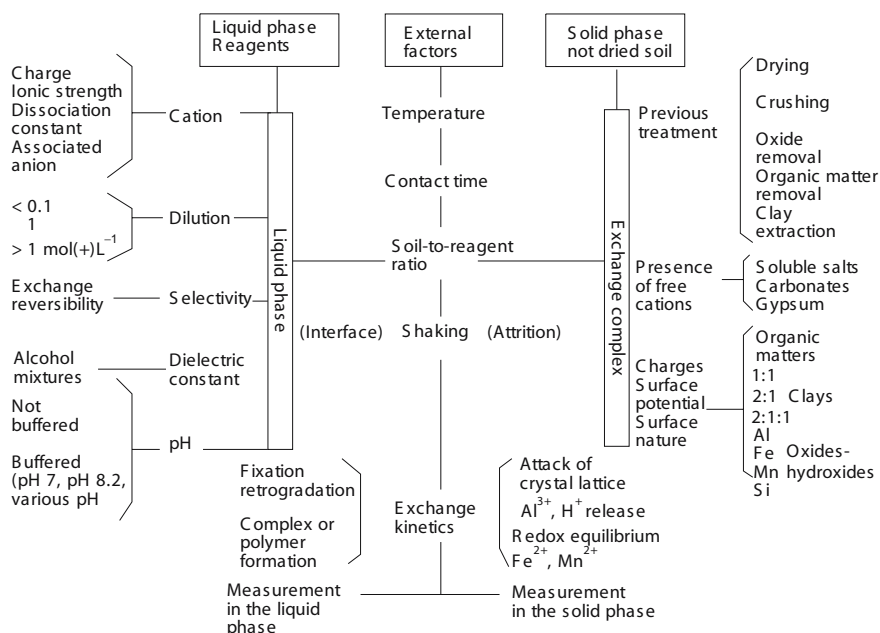 Liquid phase
Reagents
External
factors
Solid phase
not dried soil
Charge
Ionic strength
Dissociation
constant
Associated
anion
Cation
< 0.1
1
> 1 mol(+)L⁻¹
Dilution
Exchange
reversibility
Selectivity
Alcohol
mixtures
Dielectric
constant
Not
buffered
Buffered
(pH 7, pH 8.2,
various pH
pH
Liquid phase
Temperature
Contact time
Soil-to-reagent
ratio
(Interface)
Shaking
(Attrition)
Exchange complex
Previous
treatment
Drying
Crushing
Oxide
removal
Organic matter
removal
Clay
extraction
Presence
of free
cations
Soluble salts
Carbonates
Gypsum
Charges
Surface
potential
Surface
nature
Organic
matters
1:1
2:1 Clays
2:1:1
Al
Fe Oxides-
Mn hydroxides
Si
Fixation
retrogradation
Complex or
polymer
formation
Exchange
kinetics
Attack of
crystal lattice
Al³⁺, H⁺ release
Redox equilibrium
Fe²⁺, Mn²⁺
Measurement
in the liquid
phase
Measurement
in the solid phase